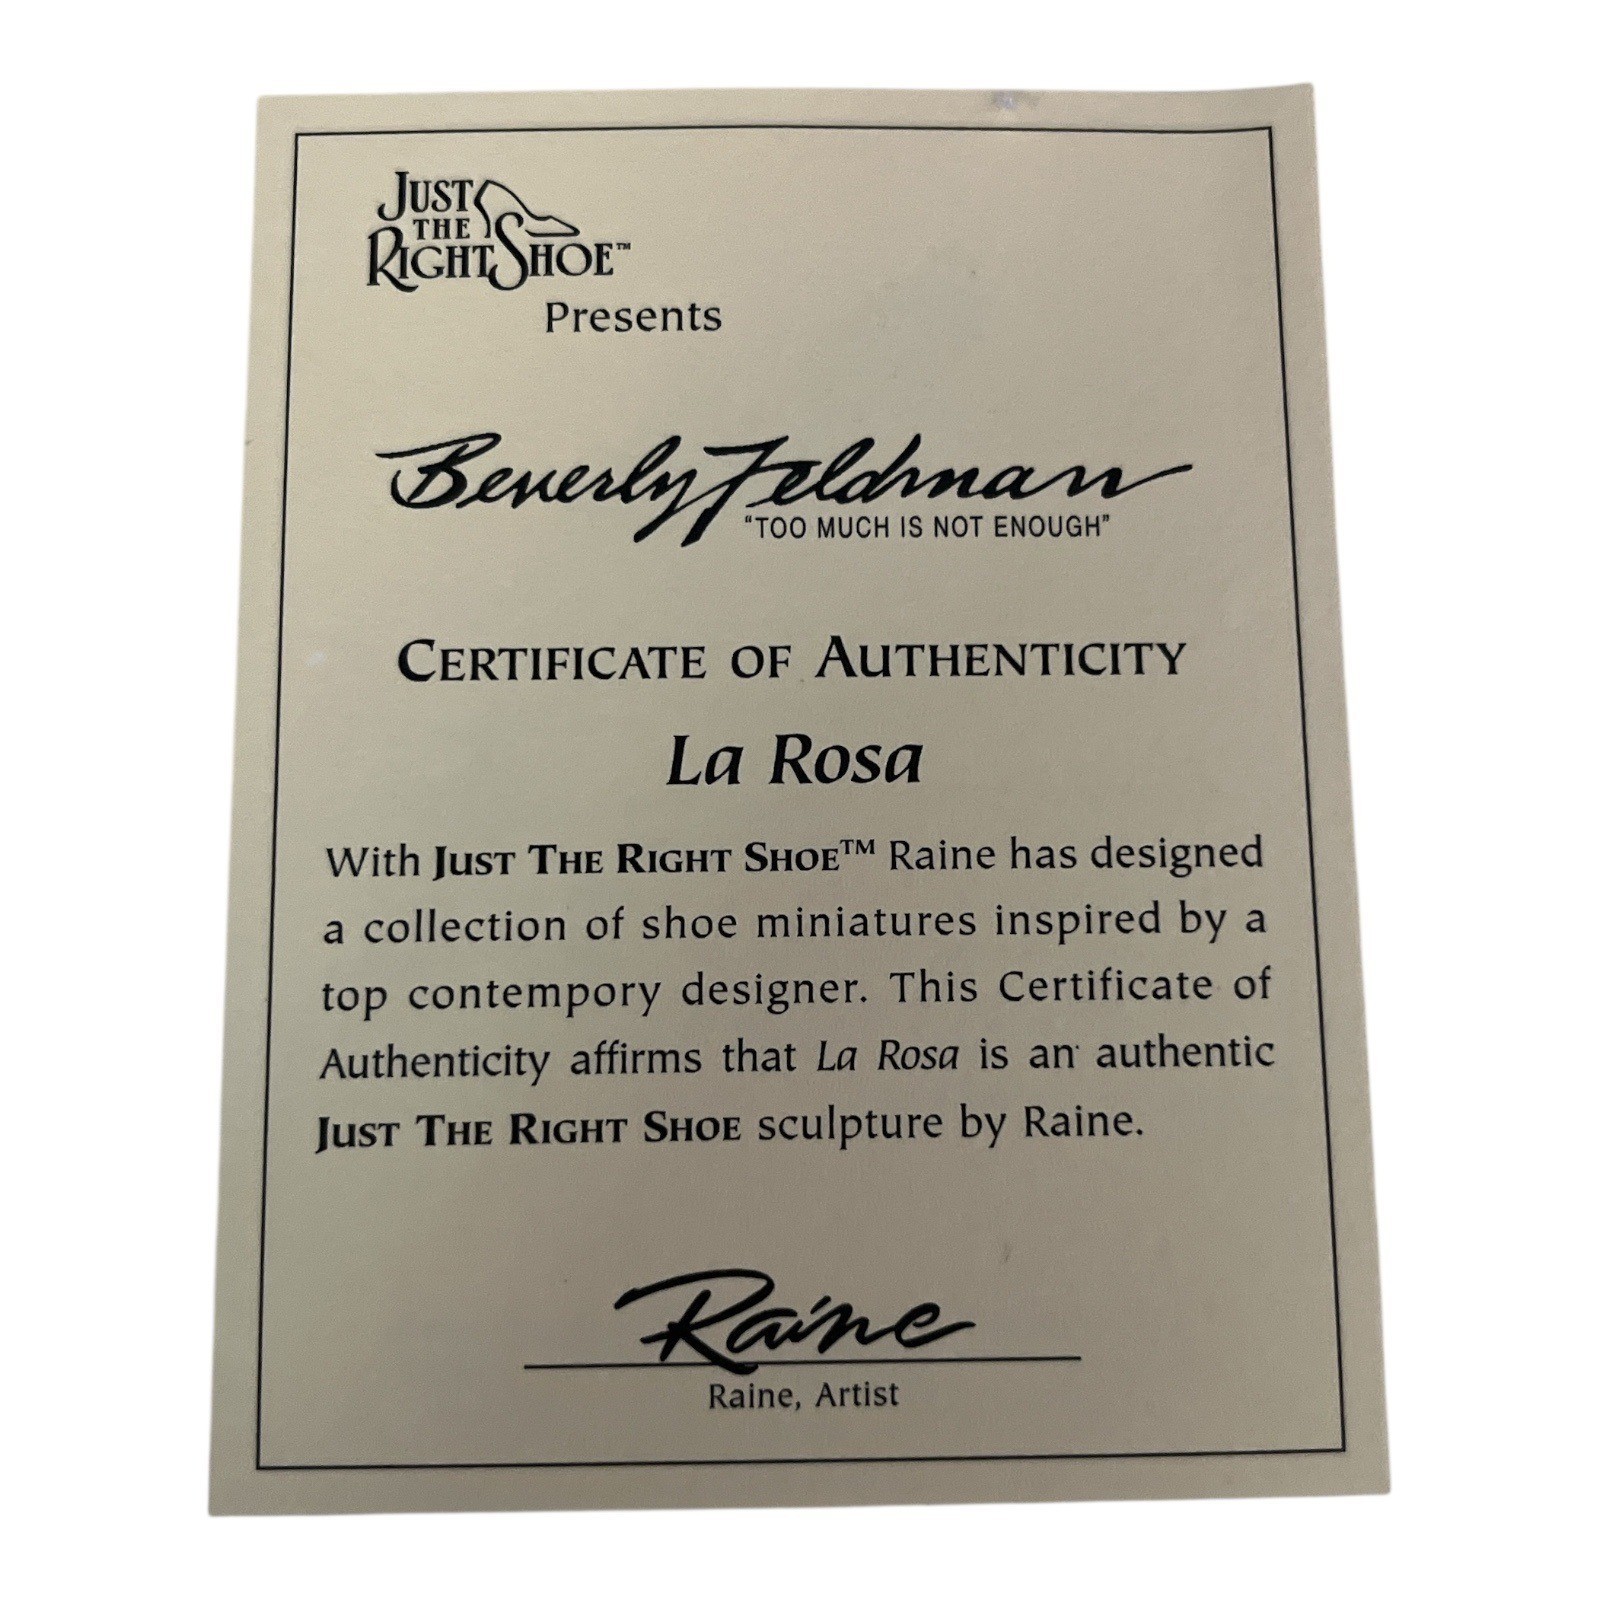 JUST
THE
RIGHT SHOE™
Presents
Beverly Feldman
"TOO MUCH IS NOT ENOUGH"
CERTIFICATE OF AUTHENTICITY
La Rosa
With JUST THE RIGHT SHOE™ Raine has designed
a collection of shoe miniatures inspired by a
top contempory designer. This Certificate of
Authenticity affirms that La Rosa is an authentic
JUST THE RIGHT SHOE sculpture by Raine.
Raine
Raine, Artist